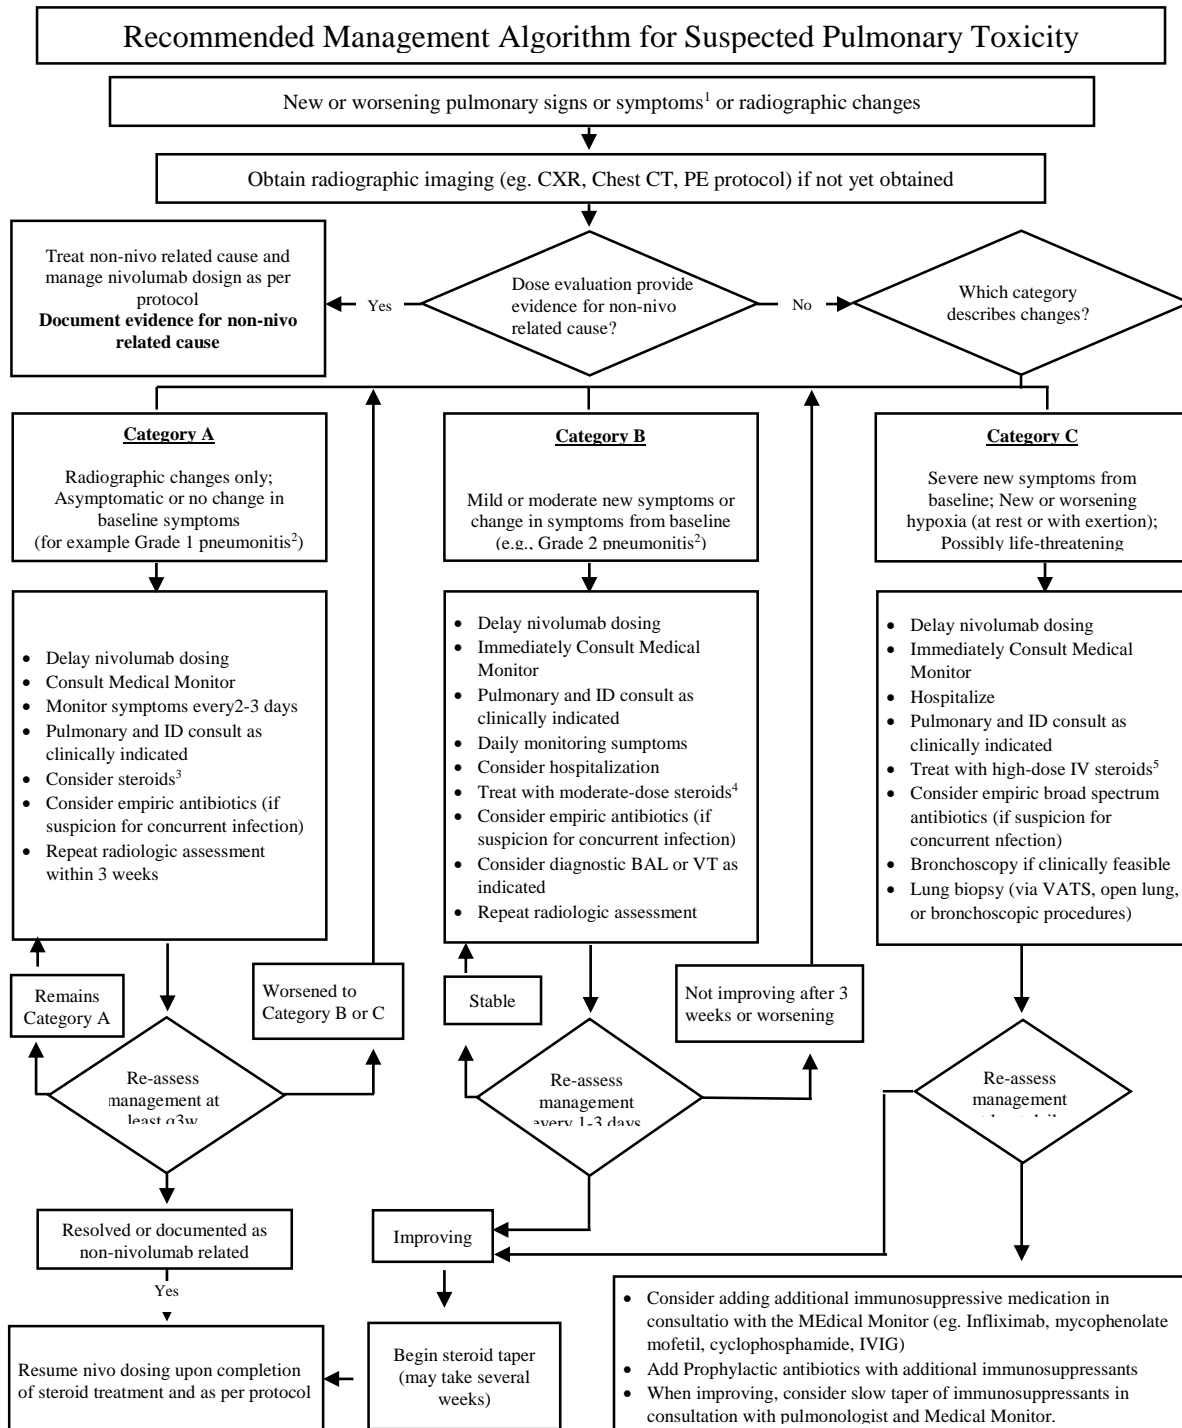 Recommended Management Algorithm for Suspected Pulmonary Toxicity
New or worsening pulmonary signs or symptoms1 or radiographic changes
Obtain radiographic imaging (eg. CXR, Chest CT, PE protocol) if not yet obtained
Treat non-nivo related cause and
manage nivolumab dosign as per
protocol
Document evidence for non-nivo
related cause
Yes
Dose evaluation provide
evidence for non-nivo
related cause?
No
Which category
describes changes?
Category A
Radiographic changes only;
Asymptomatic or no change in
baseline symptoms
(for example Grade 1 pneumonitis2)
Category B
Mild or moderate new symptoms or
change in symptoms from baseline
(e.g., Grade 2 pneumonitis2)
Category C
Severe new symptoms from
baseline; New or worsening
hypoxia (at rest or with exertion);
Possibly life-threatening
• Delay nivolumab dosing
• Consult Medical Monitor
• Monitor symptoms every2-3 days
• Pulmonary and ID consult as
clinically indicated
• Consider steroids3
• Consider empiric antibiotics (if
suspicion for concurrent infection)
• Repeat radiologic assessment
within 3 weeks
• Delay nivolumab dosing
• Immediately Consult Medical
Monitor
• Pulmonary and ID consult as
clinically indicated
• Daily monitoring sumptoms
• Consider hospitalization
• Treat with moderate-dose steroids4
• Consider empiric antibiotics (if
suspicion for concurrent infection)
• Consider diagnostic BAL or VT as
indicated
• Repeat radiologic assessment
• Delay nivolumab dosing
• Immediately Consult Medical
Monitor
• Hospitalize
• Pulmonary and ID consult as
clinically indicated
• Treat with high-dose IV steroids5
• Consider empiric broad spectrum
antibiotics (if suspicion for
concurrent nfection)
• Bronchoscopy if clinically feasible
• Lung biopsy (via VATS, open lung,
or bronchoscopic procedures)
Remains
Category A
Worsened to
Category B or C
Stable
Not improving after 3
weeks or worsening
Re-assess
management at
least q3w
Re-assess
management
every 1-3 days
Re-assess
management
Resolved or documented as
non-nivolumab related
Yes
Improving
Resume nivo dosing upon completion
of steroid treatment and as per protocol
Begin steroid taper
(may take several
weeks)
• Consider adding additional immunosuppressive medication in
consultatio with the MEdical Monitor (eg. Infliximab, mycophenolate
mofetil, cyclophosphamide, IVIG)
• Add Prophylactic antibiotics with additional immunosuppressants
• When improving, consider slow taper of immunosuppressants in
consultation with pulmonologist and Medical Monitor.